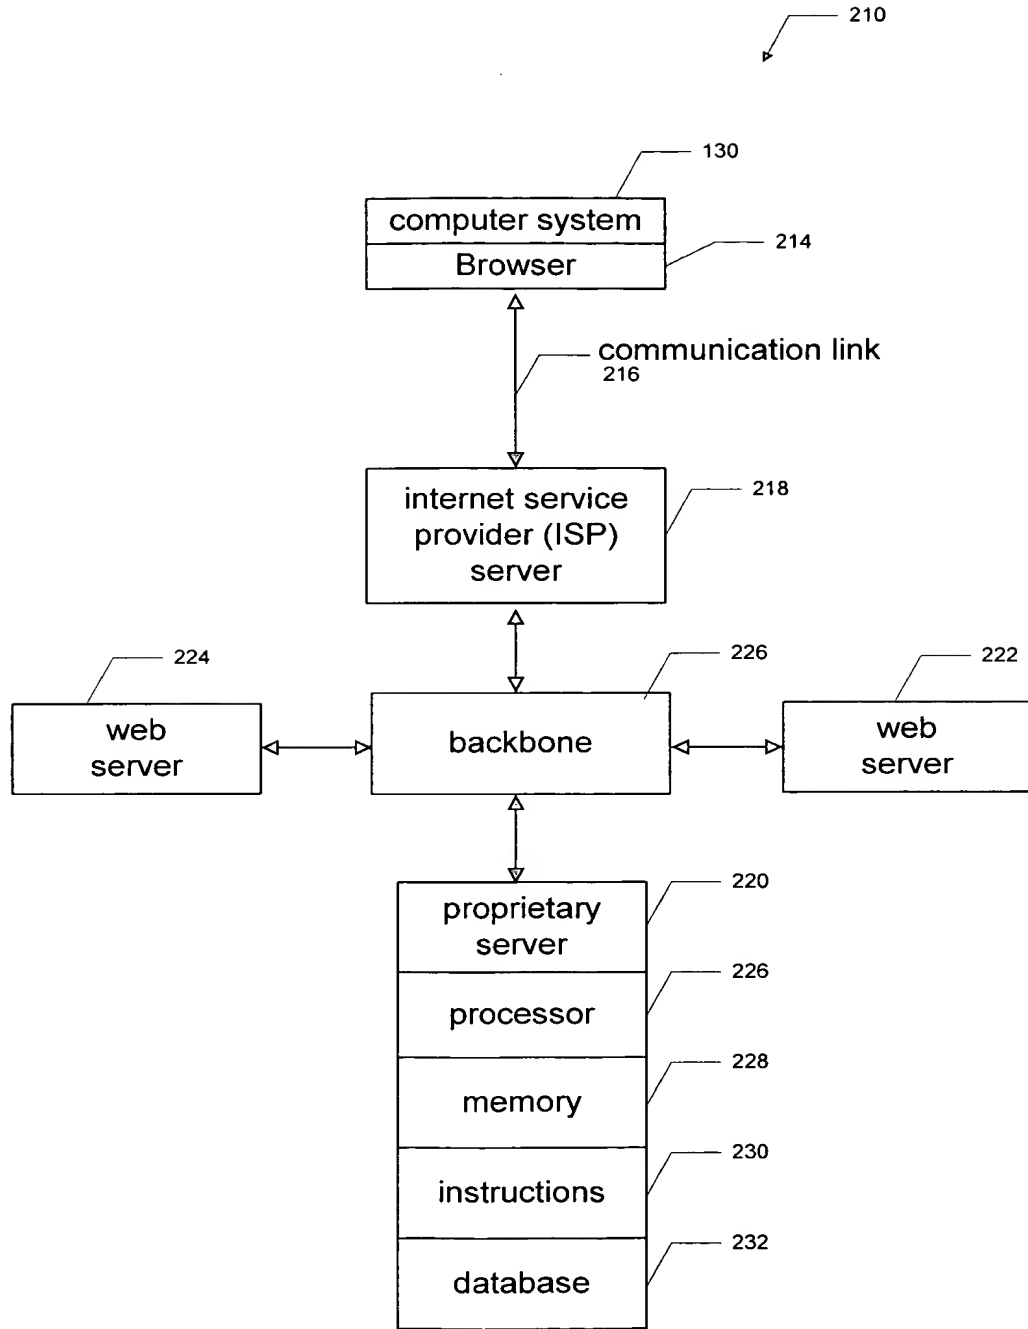 210
130
computer system
214
Browser
communication link
216
218
internet service
provider (ISP)
server
224
226
222
web
server
backbone
web
server
220
proprietary
server
226
processor
228
memory
230
instructions
232
database